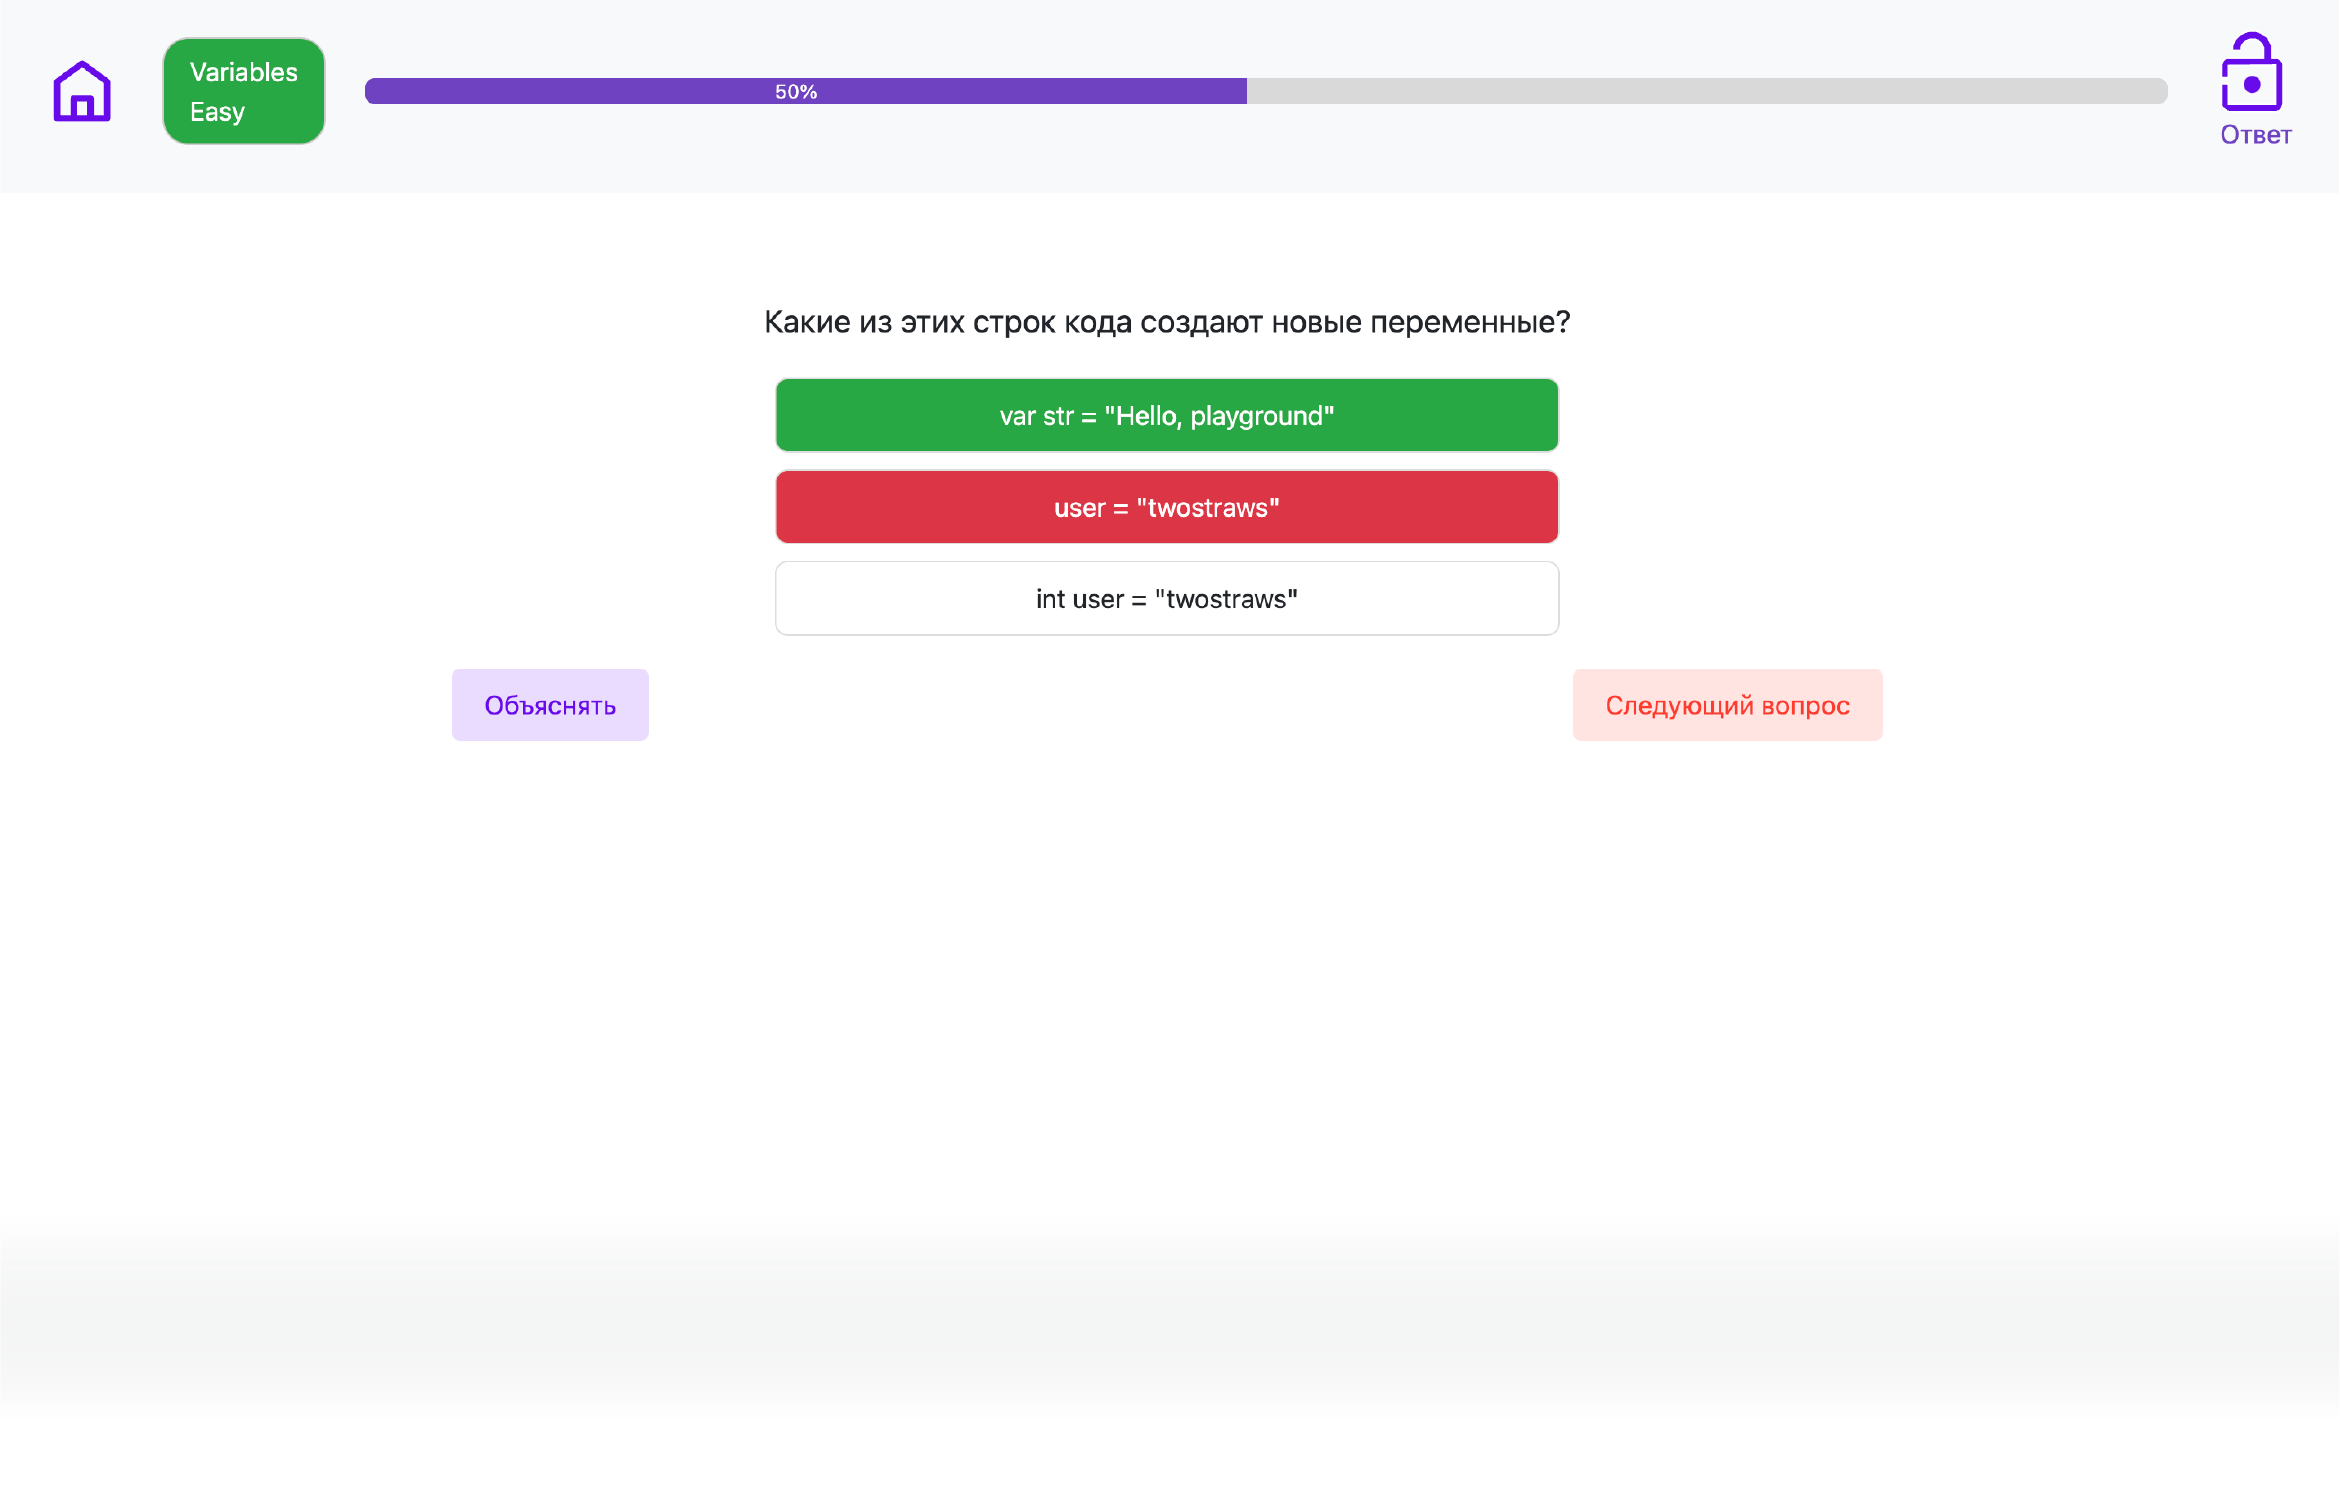 Variables
Easy
50%
Ответ
Какие из этих строк кода создают новые переменные?
var str = "Hello, playground"
user = "twostraws"
int user = "twostraws"
Объяснять
Следующий вопрос